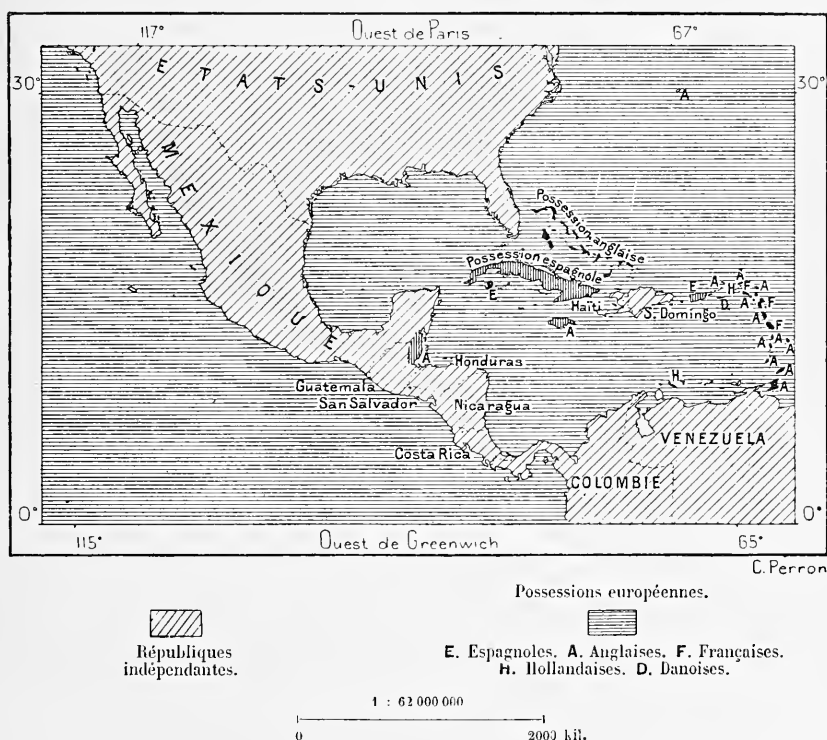 117° Ouest de Paris 67°
30° 30°
ETATS-UNIS
A
MEXIQUE
Possession anglaise
Possession espagnole
E
Haïti
S. Domingo
E A A H F A
D A F
A F
A A
A A
A
A
A
H
Honduras
Guatemala
San Salvador
Nicaragua
Costa Rica
VENEZUELA
COLOMBIE
0° 0°
115° Ouest de Greenwich 65°
C. Perron
Possessions européennes.
Républiques
indépendantes.
E. Espagnoles. A. Anglaises. F. Françaises.
H. Hollandaises. D. Danoises.
1 : 62 000 000
0 2000 kil.